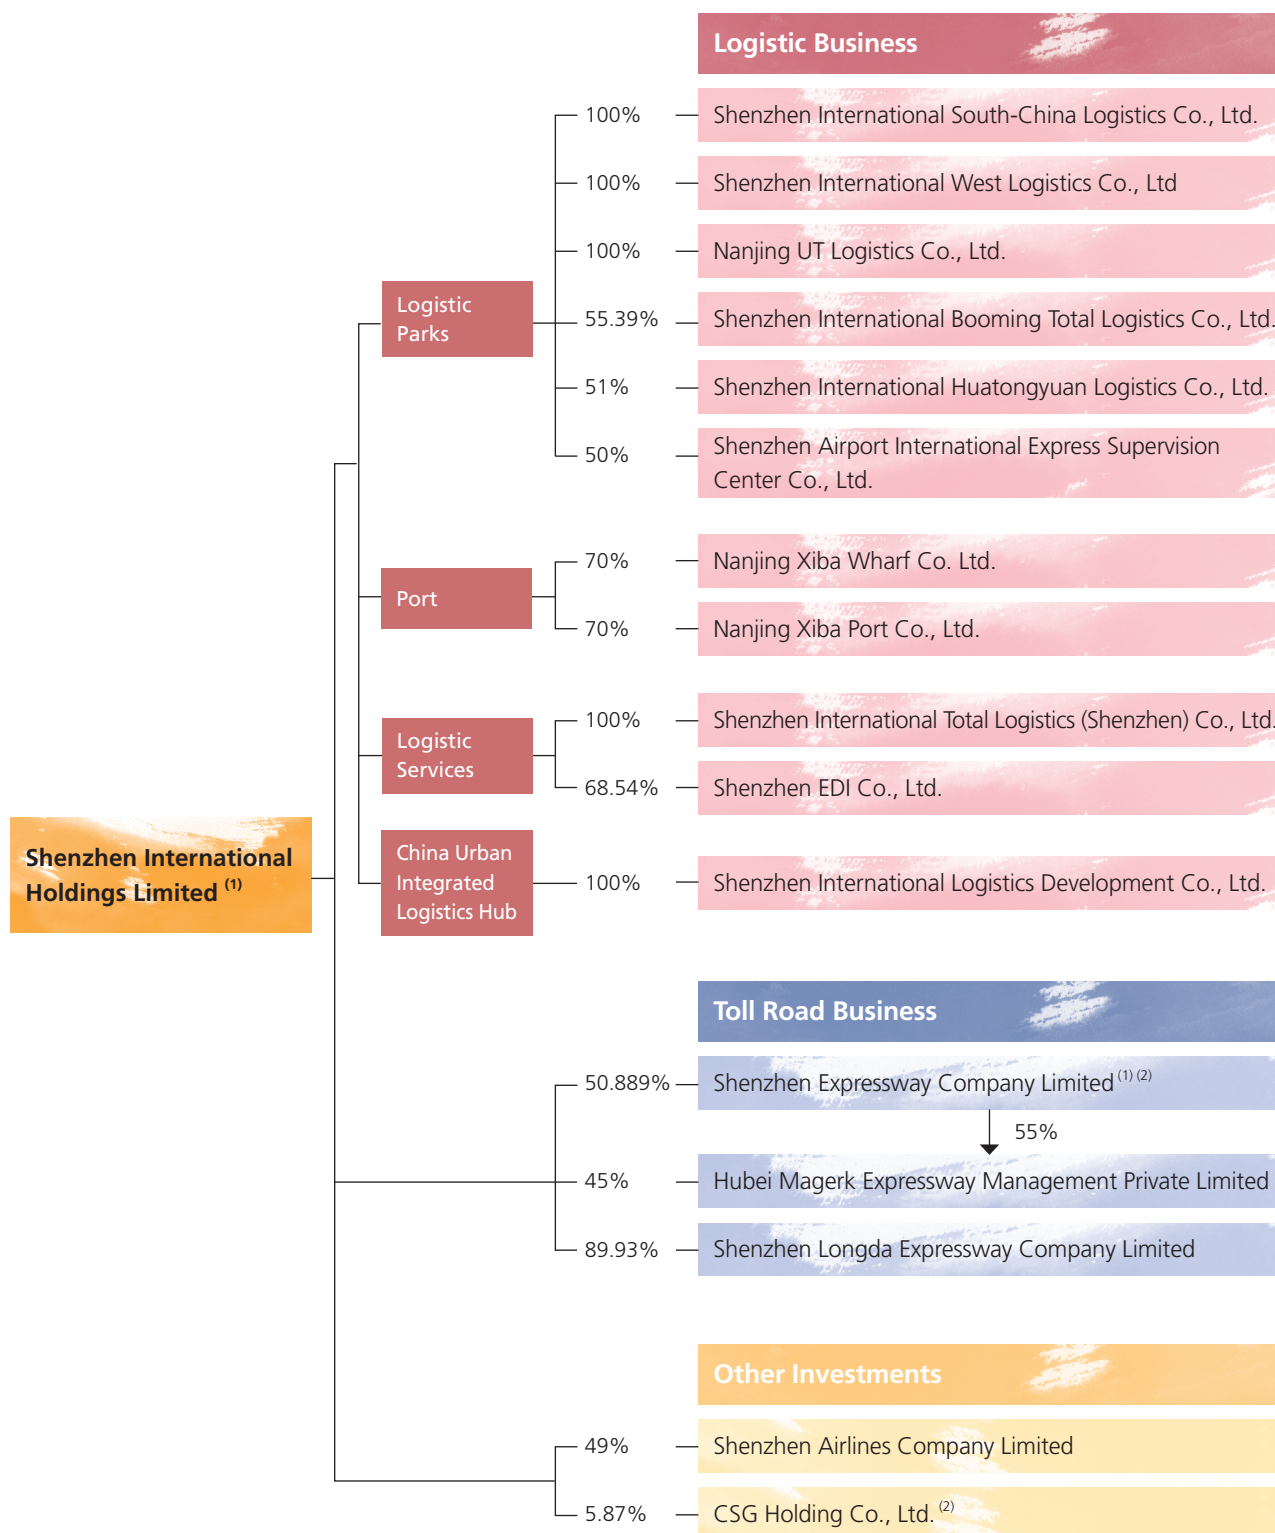 Logistic Business
100%
Shenzhen International South-China Logistics Co., Ltd.
100%
Shenzhen International West Logistics Co., Ltd
100%
Nanjing UT Logistics Co., Ltd.
Logistic
Parks
55.39%
Shenzhen International Booming Total Logistics Co., Ltd.
51%
Shenzhen International Huatongyuan Logistics Co., Ltd.
50%
Shenzhen Airport International Express Supervision
Center Co., Ltd.
70%
Nanjing Xiba Wharf Co. Ltd.
Port
70%
Nanjing Xiba Port Co., Ltd.
100%
Shenzhen International Total Logistics (Shenzhen) Co., Ltd.
Logistic
Services
68.54%
Shenzhen EDI Co., Ltd.
Shenzhen International
Holdings Limited (1)
China Urban
Integrated
Logistics Hub
100%
Shenzhen International Logistics Development Co., Ltd.
Toll Road Business
50.889%
Shenzhen Expressway Company Limited (1) (2)
55%
45%
Hubei Magerk Expressway Management Private Limited
89.93%
Shenzhen Longda Expressway Company Limited
Other Investments
49%
Shenzhen Airlines Company Limited
5.87%
CSG Holding Co., Ltd. (2)